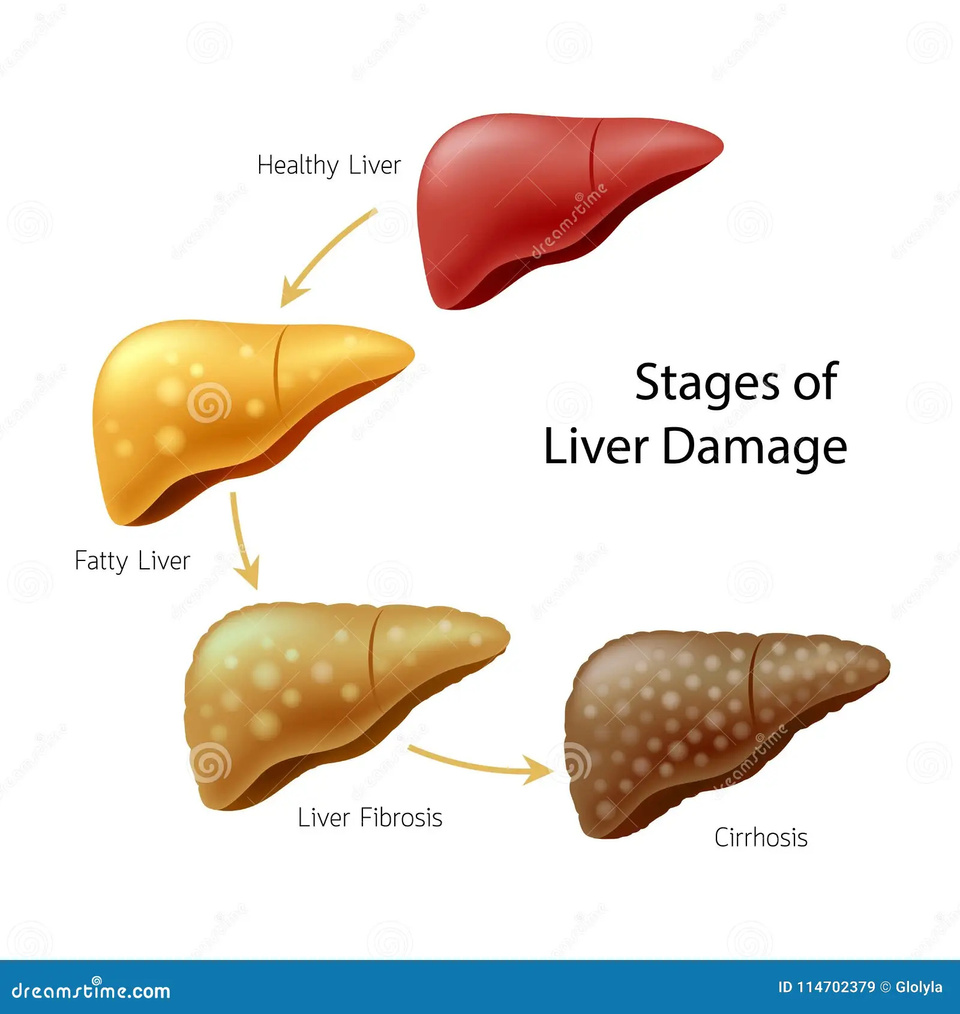 Healthy Liver
Stages of
Liver Damage
Fatty Liver
Liver Fibrosis
Cirrhosis
dreamstime.com
ID 114702379 © Glolyla